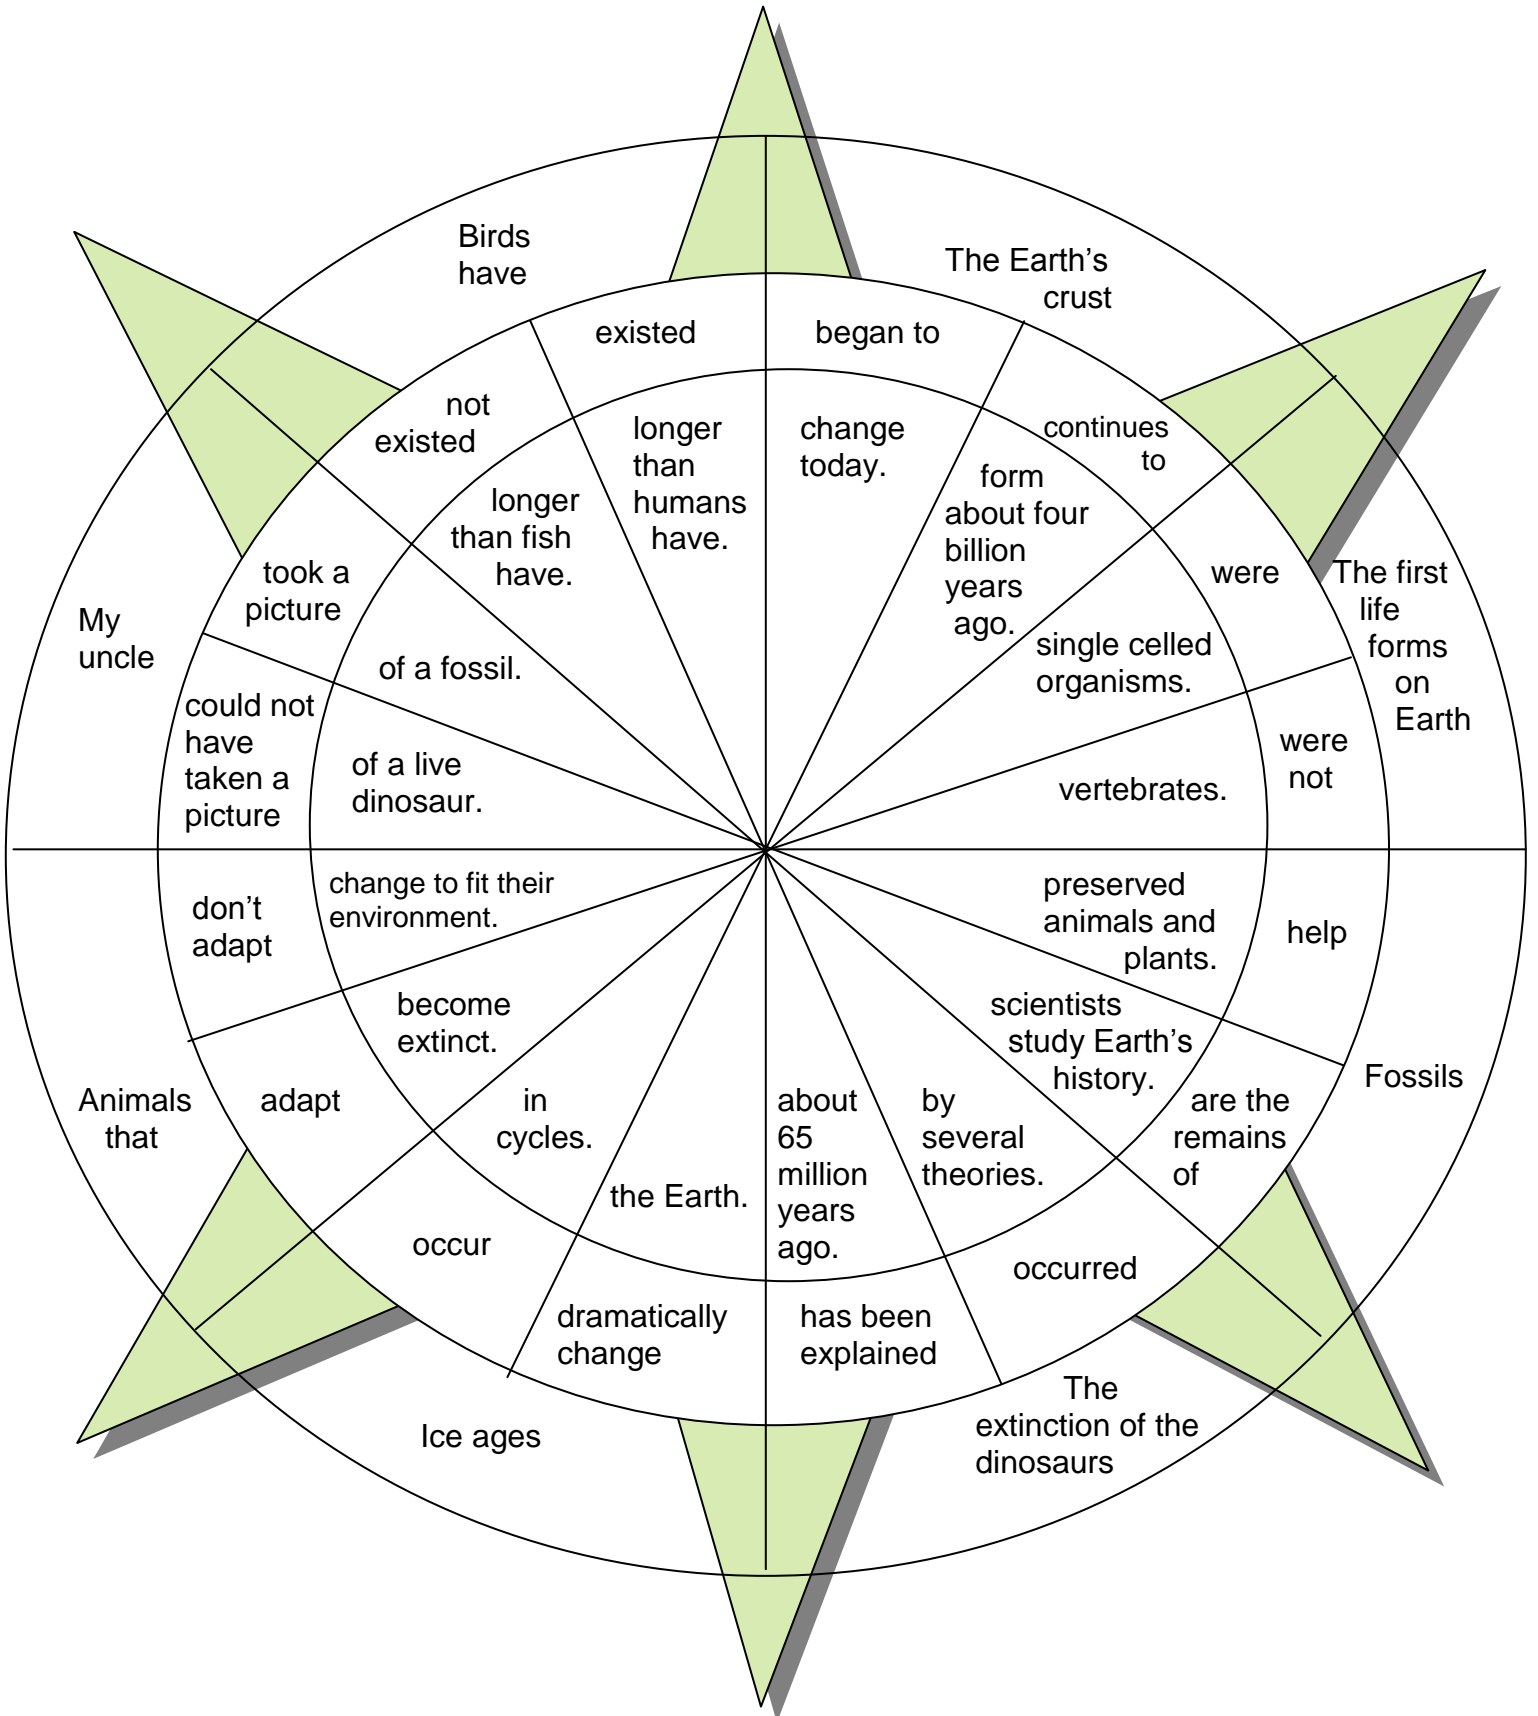 Birds
have
The Earth’s
crust
existed
began to
not
existed
continues
to
longer
than
humans
have.
change
today.
form
about four
billion
years
ago.
longer
than fish
have.
took a
picture
were
The first
life
forms
on
Earth
My
uncle
of a fossil.
single celled
organisms.
could not
have
taken a
picture
of a live
dinosaur.
were
not
vertebrates.
don’t
adapt
change to fit their
environment.
preserved
animals and
plants.
help
become
extinct.
scientists
study Earth’s
history.
Fossils
Animals
that
adapt
in
cycles.
about
65
million
years
ago.
by
several
theories.
are the
remains
of
the Earth.
occur
occurred
dramatically
change
has been
explained
Ice ages
The
extinction of the
dinosaurs